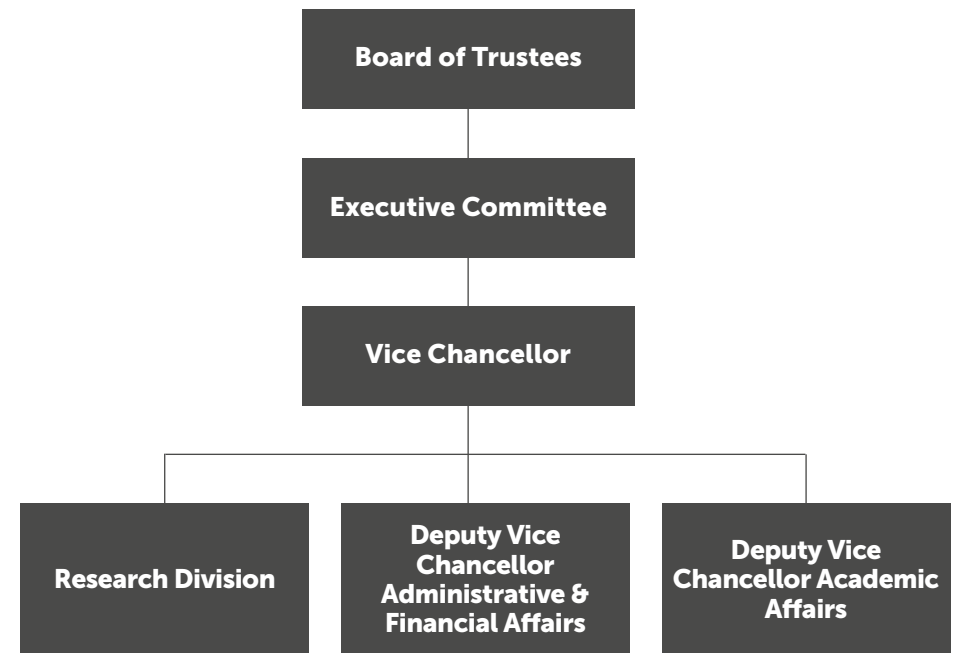 Board of Trustees
Executive Committee
Vice Chancellor
Research Division
Deputy Vice
Chancellor
Administrative &
Financial Affairs
Deputy Vice
Chancellor Academic
Affairs